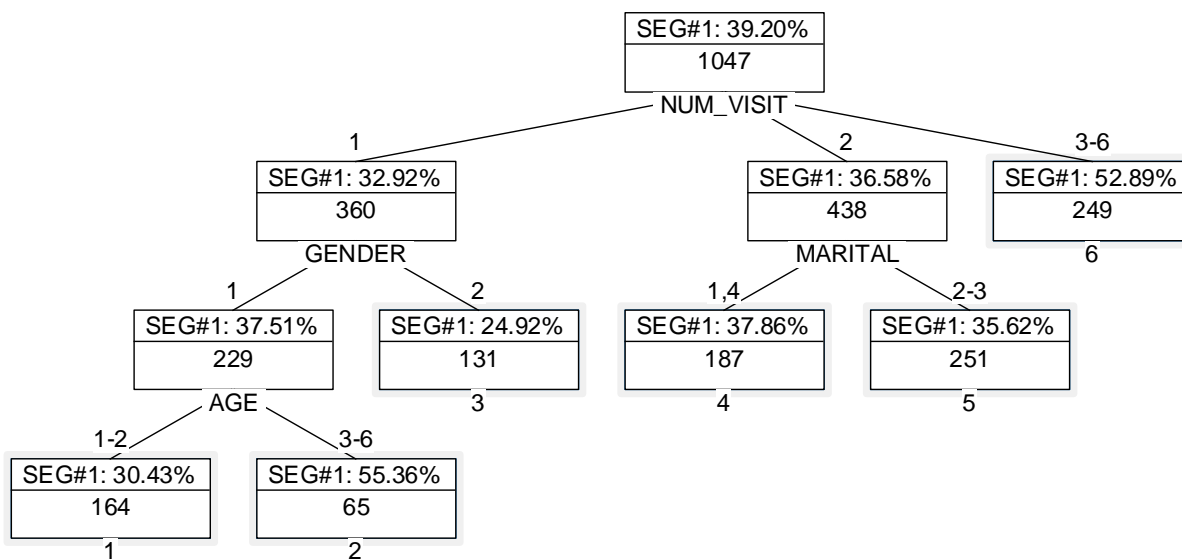 SEG#1: 39.20%
1047
NUM_VISIT
1
2
3-6
SEG#1: 32.92%
360
GENDER
SEG#1: 36.58%
438
MARITAL
SEG#1: 52.89%
249
6
1
2
1,4
2-3
SEG#1: 37.51%
229
AGE
SEG#1: 24.92%
131
3
SEG#1: 37.86%
187
4
SEG#1: 35.62%
251
5
1-2
3-6
SEG#1: 30.43%
164
1
SEG#1: 55.36%
65
2